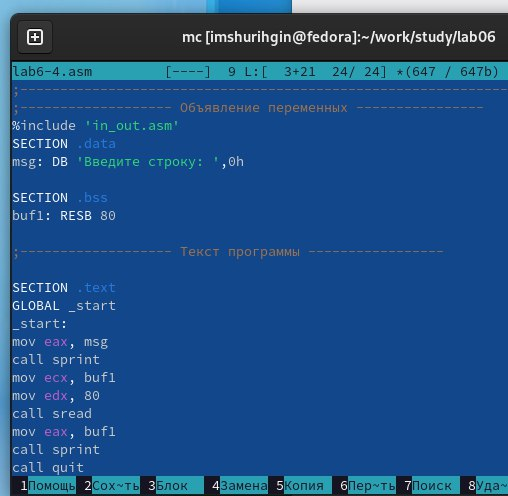 mc [imshurihgin@fedora]:~/work/study/lab06
lab6-4.asm [----] 9 L:[ 3+21 24/ 24] *(647 / 647b)
;-----------------------------------------------------------------
;------------------- Объявление переменных ----------------
%include 'in_out.asm'
SECTION .data
msg: DB 'Введите строку: ',0h
SECTION .bss
buf1: RESB 80
;------------------- Текст программы -----------------
SECTION .text
GLOBAL _start
_start:
mov eax, msg
call sprint
mov ecx, buf1
mov edx, 80
call sread
mov eax, buf1
call sprint
call quit
1Помощь 2Сох~ть 3Блок 4Замена 5Копия 6Пер~ть 7Поиск 8Уда~